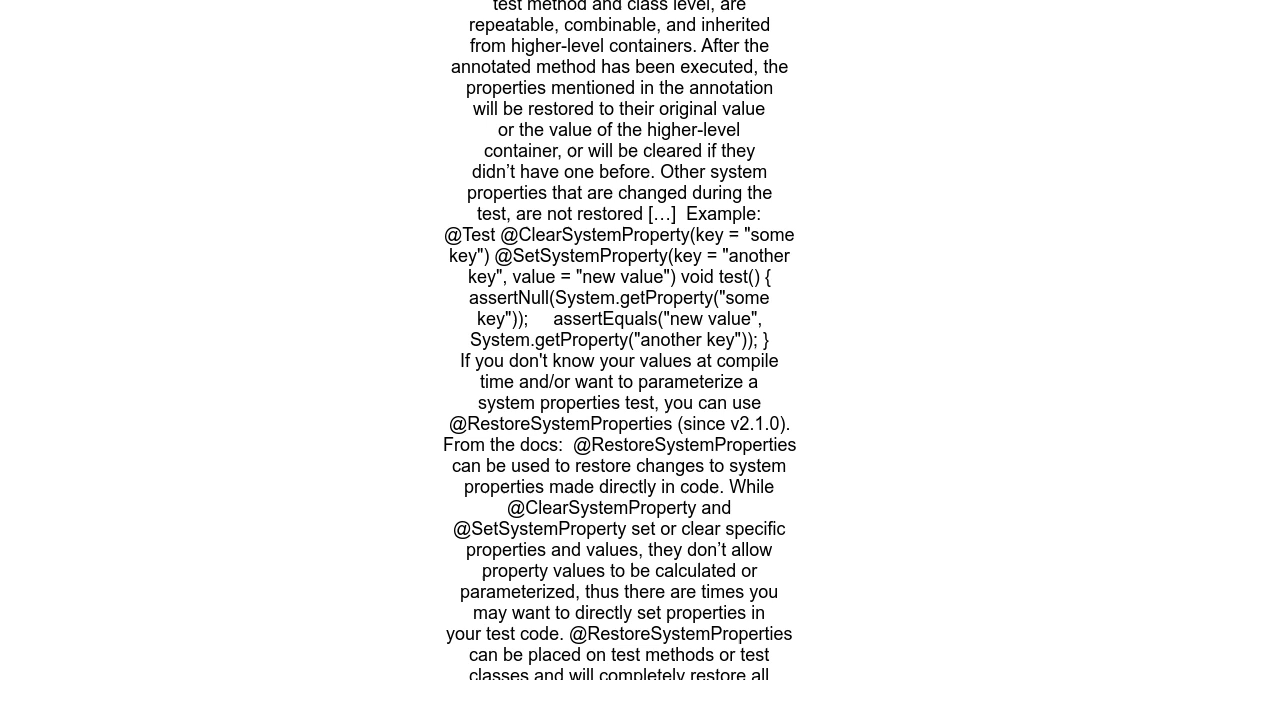 test method and class level, are
repeatable, combinable, and inherited
from higher-level containers. After the
annotated method has been executed, the
properties mentioned in the annotation
will be restored to their original value
or the value of the higher-level
container, or will be cleared if they
didn’t have one before. Other system
properties that are changed during the
test, are not restored […]  Example:
@Test @ClearSystemProperty(key = "some
key") @SetSystemProperty(key = "another
key", value = "new value") void test() {
assertNull(System.getProperty("some
key"));     assertEquals("new value",
System.getProperty("another key")); }
If you don't know your values at compile
time and/or want to parameterize a
system properties test, you can use
@RestoreSystemProperties (since v2.1.0).
From the docs:  @RestoreSystemProperties
can be used to restore changes to system
properties made directly in code. While
@ClearSystemProperty and
@SetSystemProperty set or clear specific
properties and values, they don’t allow
property values to be calculated or
parameterized, thus there are times you
may want to directly set properties in
your test code. @RestoreSystemProperties
can be placed on test methods or test
classes and will completely restore all